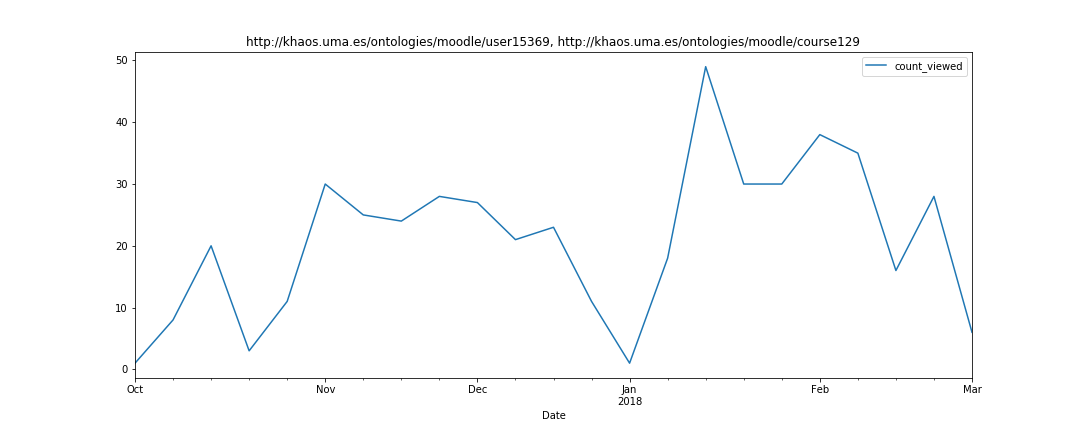 http://khaos.uma.es/ontologies/moodle/user15369, http://khaos.uma.es/ontologies/moodle/course129
count_viewed
50
40
30
20
10
0
Oct Nov Dec Jan Feb Mar
2018
Date